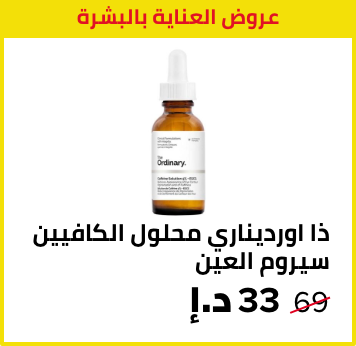 عروض العناية بالبشرة
The
Ordinary.
ذا اورديناري محلول الكافيين
سيروم العين
69 33 د.إ